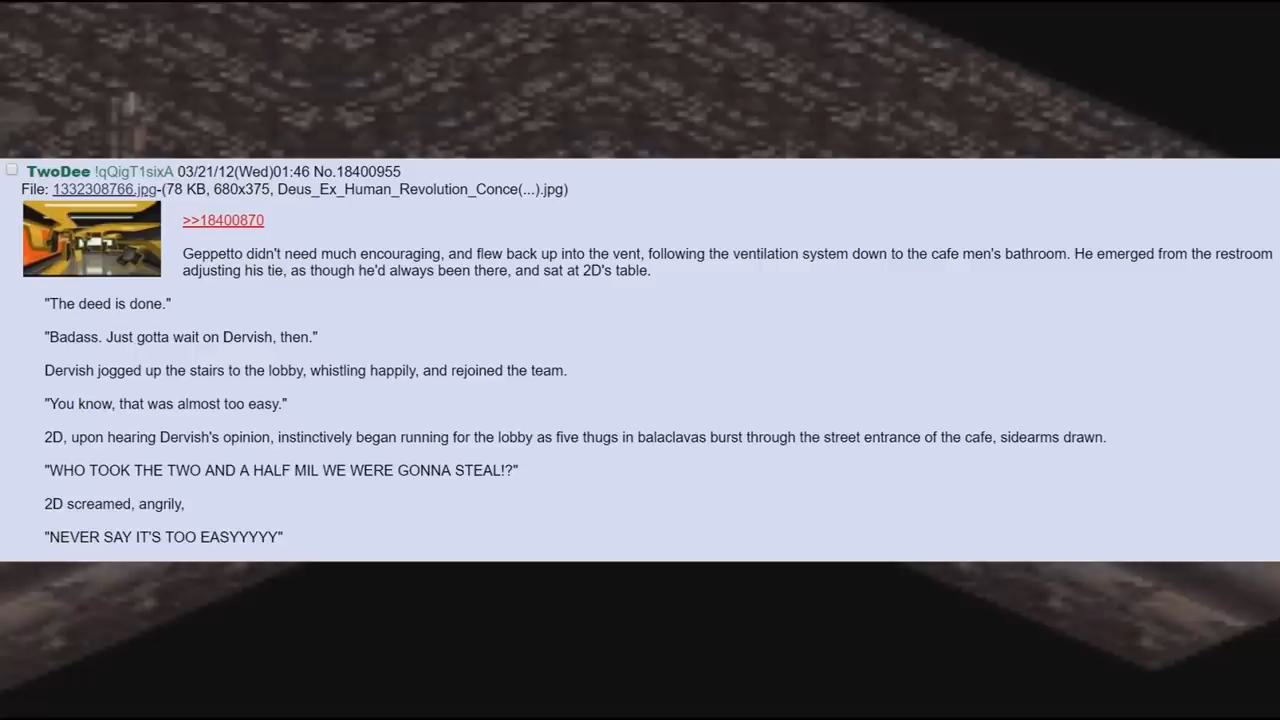 TwoDee !qQigT1sixA 03/21/12(Wed)01:46 No.18400955
File: 1332308766.jpg-(78 KB, 680x375, Deus_Ex_Human_Revolution_Conce(...).jpg)
>>18400870
Geppetto didn't need much encouraging, and flew back up into the vent, following the ventilation system down to the cafe men's bathroom. He emerged from the restroom
adjusting his tie, as though he'd always been there, and sat at 2D's table.
"The deed is done."
"Badass. Just gotta wait on Dervish, then."
Dervish jogged up the stairs to the lobby, whistling happily, and rejoined the team.
"You know, that was almost too easy."
2D, upon hearing Dervish's opinion, instinctively began running for the lobby as five thugs in balaclavas burst through the street entrance of the cafe, sidearms drawn.
"WHO TOOK THE TWO AND A HALF MIL WE WERE GONNA STEAL!?"
2D screamed, angrily,
"NEVER SAY IT'S TOO EASYYYYY"